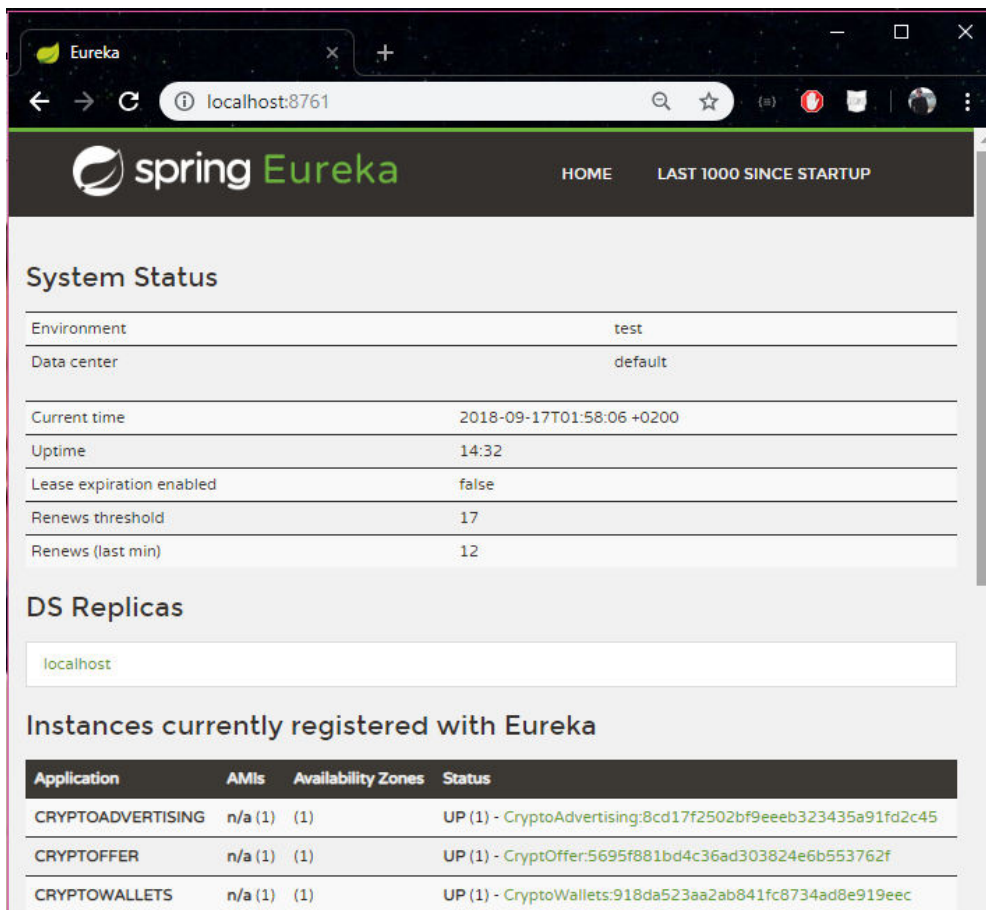 Eureka
localhost:8761
spring Eureka
HOME LAST 1000 SINCE STARTUP
System Status
Environment test
Data center default
Current time 2018-09-17T01:58:06 +0200
Uptime 14:32
Lease expiration enabled false
Renews threshold 17
Renews (last min) 12
DS Replicas
localhost
Instances currently registered with Eureka
Application AMIs Availability Zones Status
CRYPTOADVERTISING n/a (1) (1) UP (1) - CryptoAdvertising:8cd17f2502bf9eeeb323435a91fd2c45
CRYPTOFFER n/a (1) (1) UP (1) - CryptOffer:5695f881bd4c36ad303824e6b553762f
CRYPTOWALLETS n/a (1) (1) UP (1) - CryptoWallets:918da523aa2ab841fc8734ad8e919eec